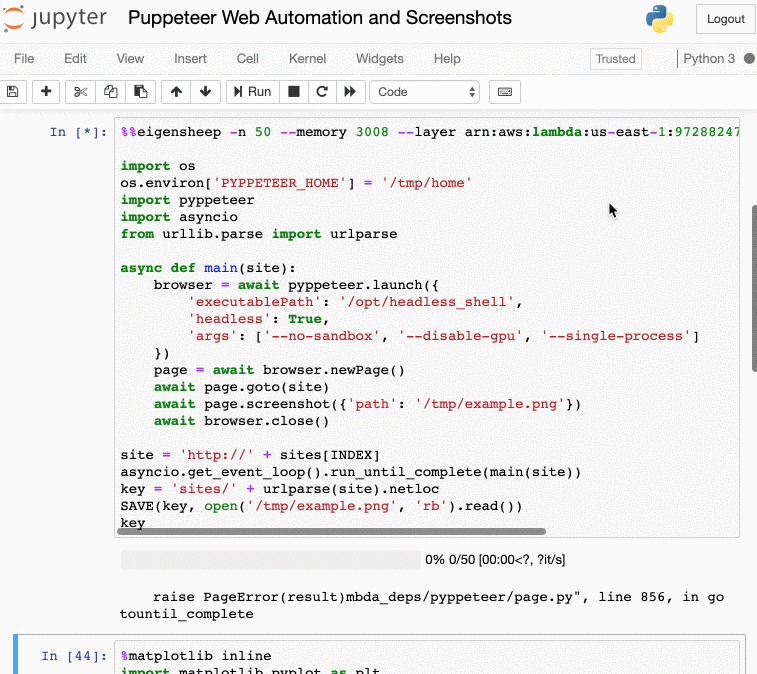 jupyter Puppeteer Web Automation and Screenshots Logout
File Edit View Insert Cell Kernel Widgets Help Trusted Python 3
Run Code
In [*]: %%eigensheep -n 50 --memory 3008 --layer arn:aws:lambda:us-east-1:97288247
import os
os.environ['PYPPETEER_HOME'] = '/tmp/home'
import pyppeteer
import asyncio
from urllib.parse import urlparse
async def main(site):
browser = await pyppeteer.launch({
'executablePath': '/opt/headless_shell',
'headless': True,
'args': ['--no-sandbox', '--disable-gpu', '--single-process']
})
page = await browser.newPage()
await page.goto(site)
await page.screenshot({'path': '/tmp/example.png'})
await browser.close()
site = 'http://' + sites[INDEX]
asyncio.get_event_loop().run_until_complete(main(site))
key = 'sites/' + urlparse(site).netloc
SAVE(key, open('/tmp/example.png', 'rb').read())
key
0% 0/50 [00:00<?, ?it/s]
raise PageError(result)mbda_deps/pyppeteer/page.py", line 856, in go
tountil_complete
In [44]: %matplotlib inline
import matplotlib.pyplot as plt